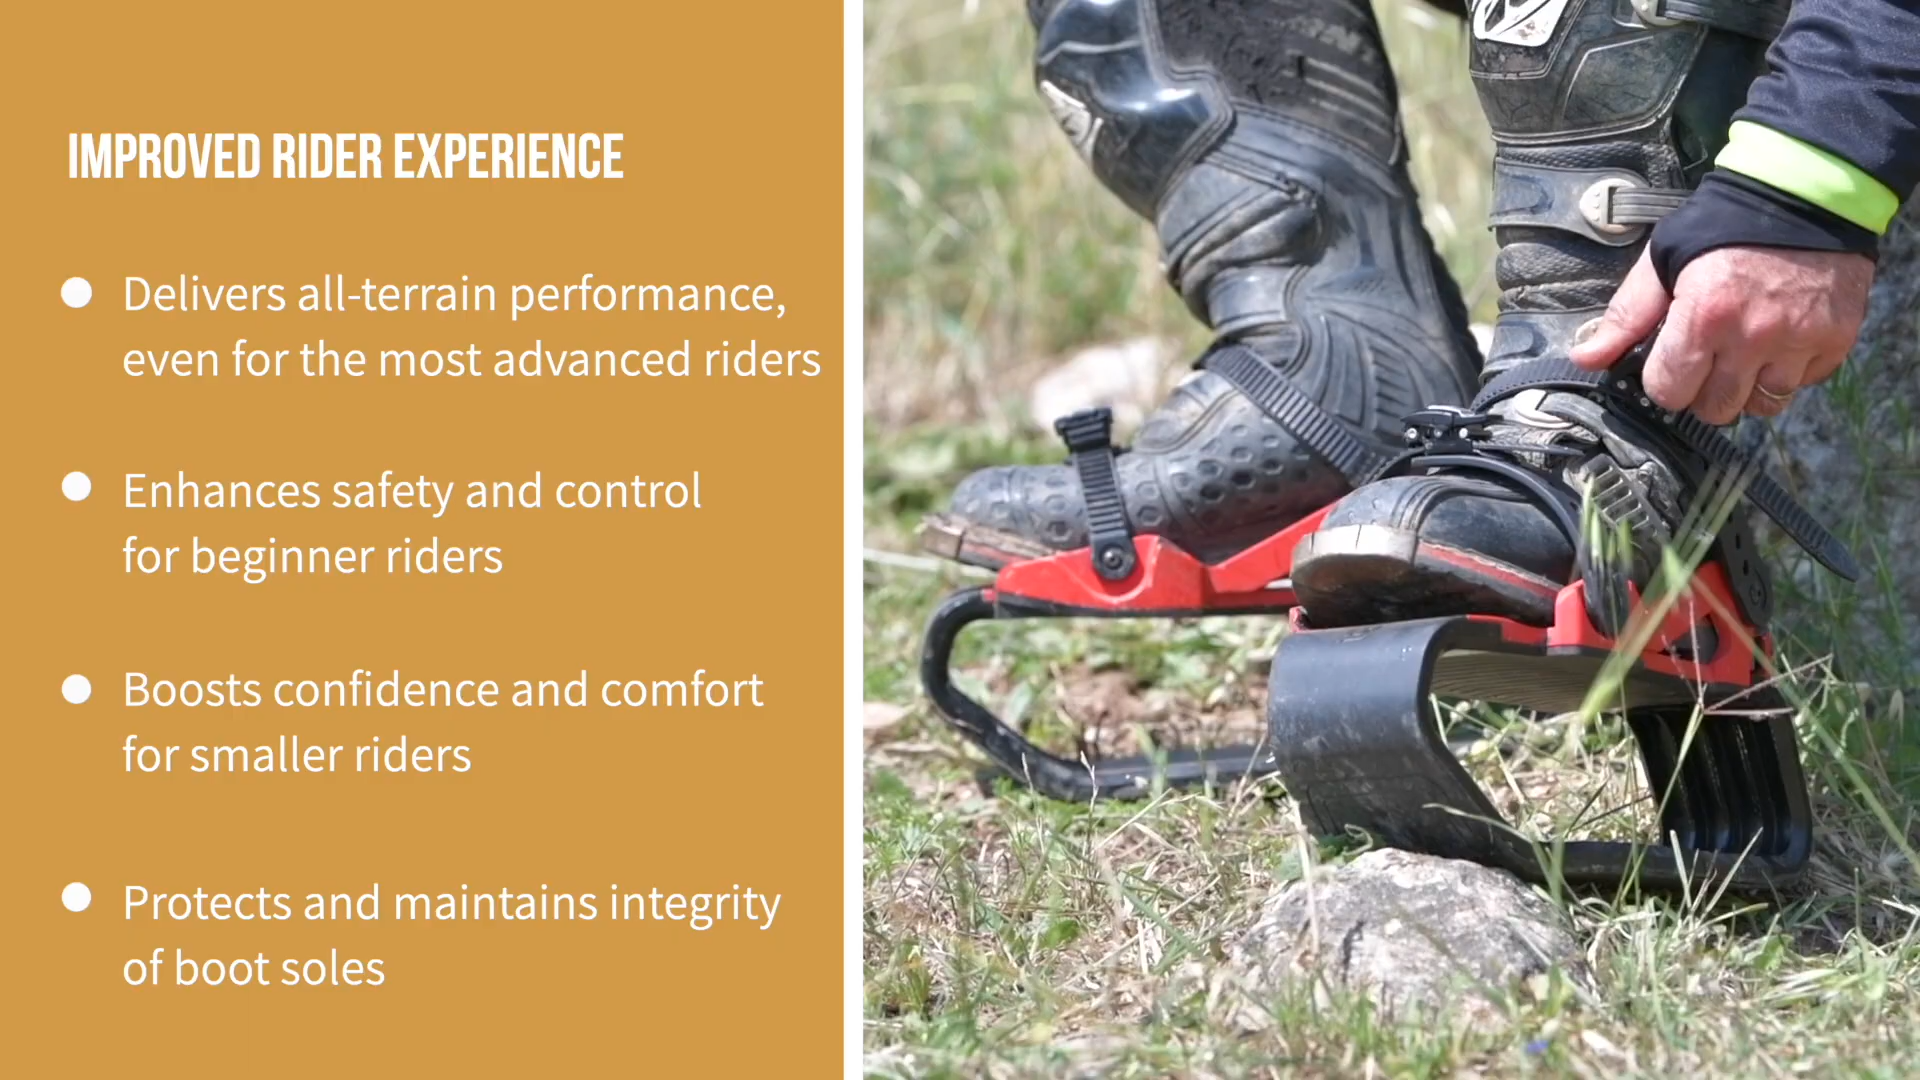 IMPROVED RIDER EXPERIENCE
Delivers all-terrain performance,
even for the most advanced riders
Enhances safety and control
for beginner riders
Boosts confidence and comfort
for smaller riders
Protects and maintains integrity
of boot soles